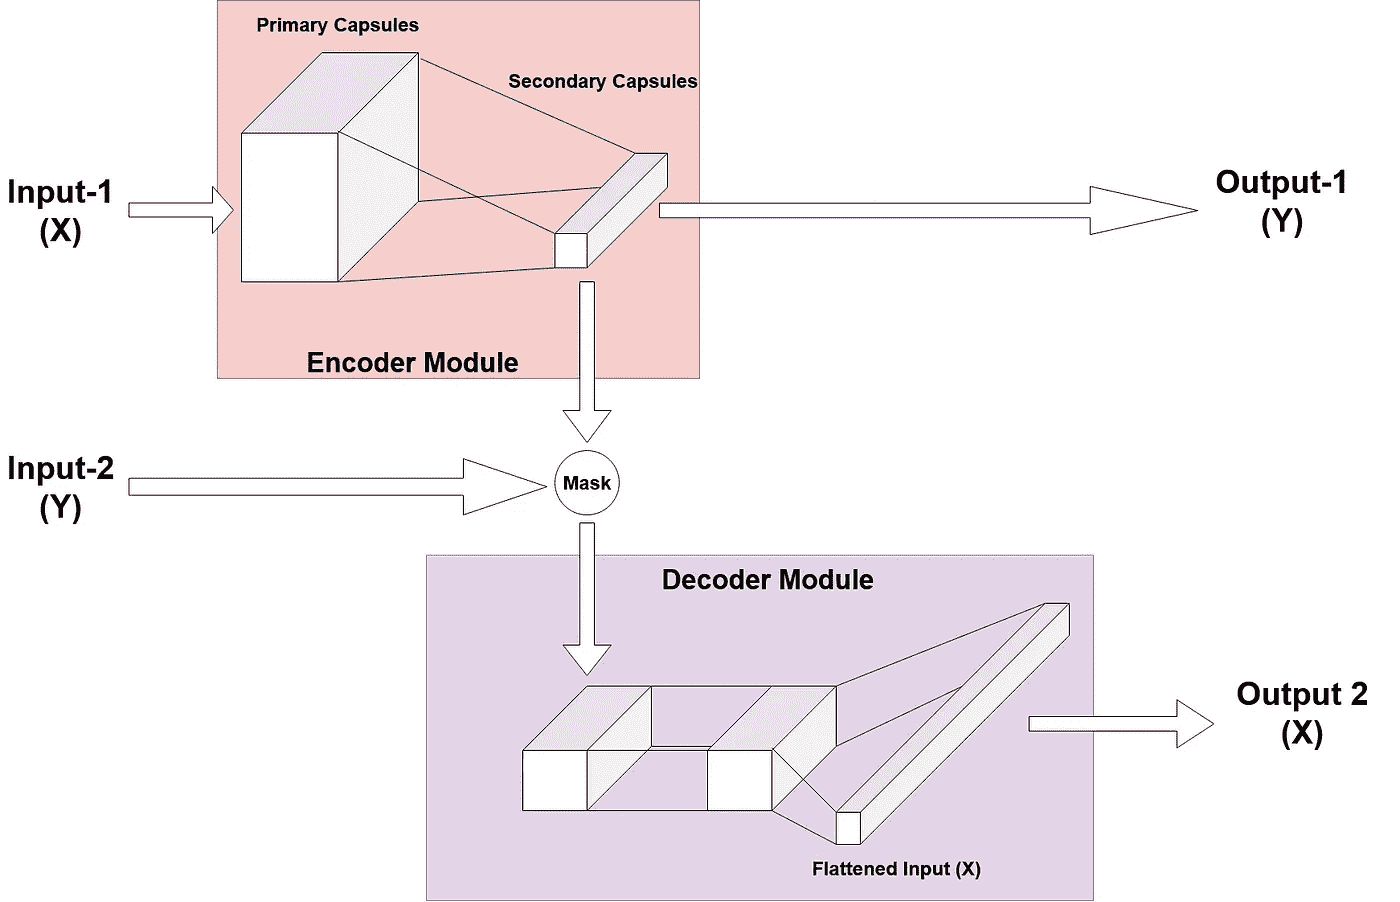 Primary Capsules
Secondary Capsules
Input-1
(X)
Output-1
(Y)
Encoder Module
Input-2
(Y)
Mask
Decoder Module
Output 2
(X)
Flattened Input (X)